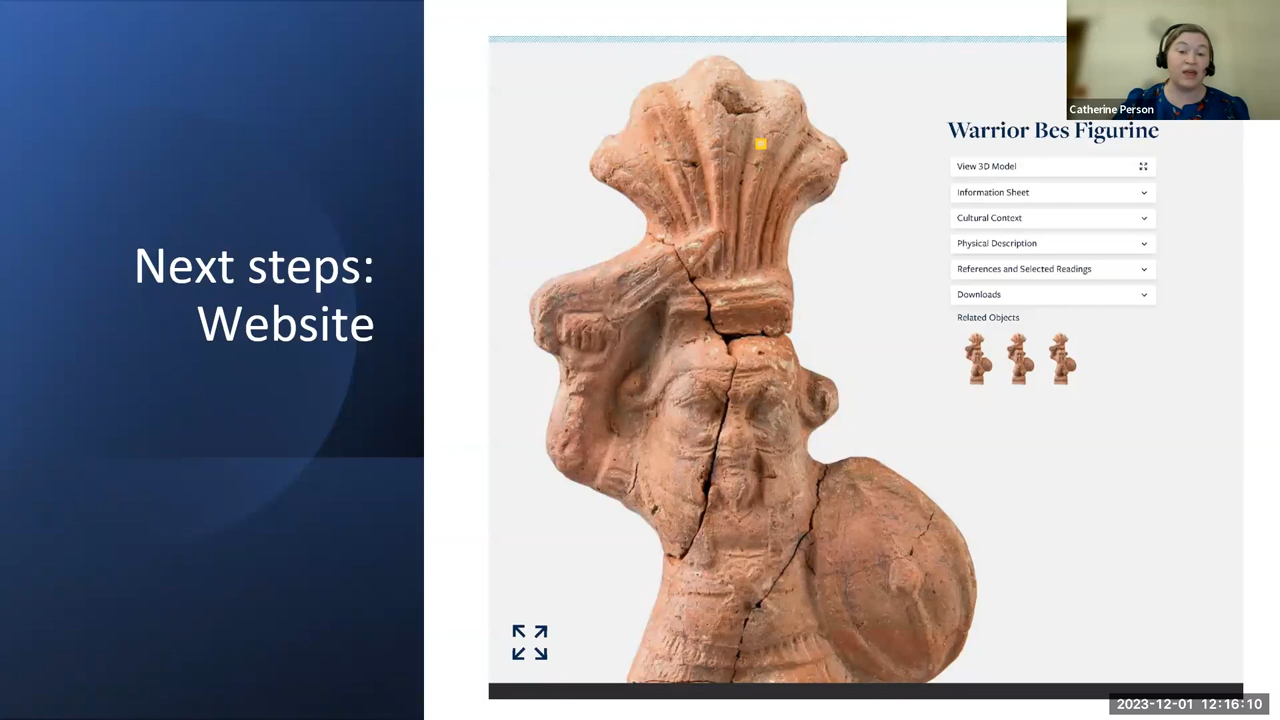 Next steps:
Website
Catherine Person
Warrior Bes Figurine
View 3D Model
Information Sheet
Cultural Context
Physical Description
References and Selected Readings
Downloads
Related Objects
2023-12-01 12:16:10